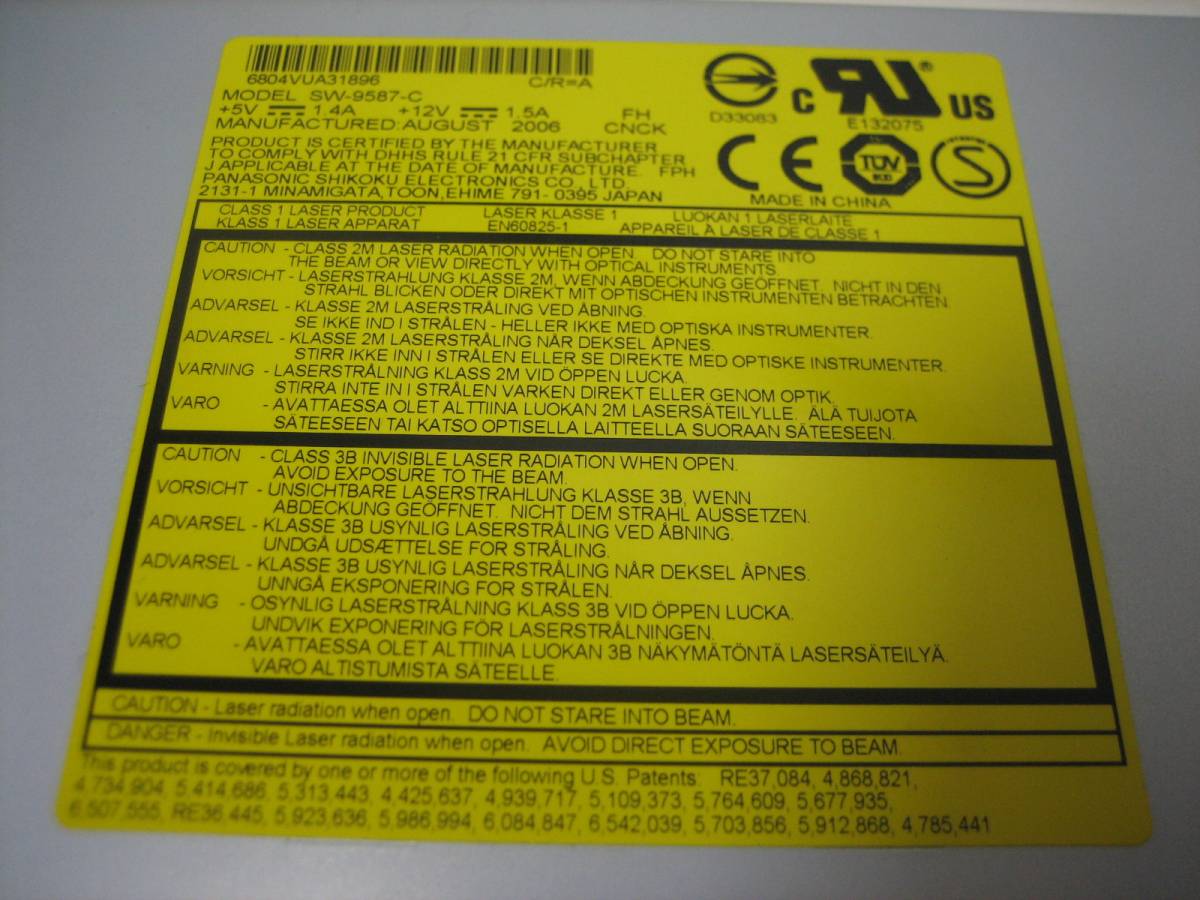 6804VUA31896 C/R=A
MODEL SW-9587-C
+5V 1.4A +12V 1.5A FH
MANUFACTURED:AUGUST 2006 CNCK
PRODUCT IS CERTIFIED BY THE MANUFACTURER
TO COMPLY WITH DHHS RULE 21 CFR SUBCHAPTER
J APPLICABLE AT THE DATE OF MANUFACTURE. FPH
PANASONIC SHIKOKU ELECTRONICS CO., LTD.
2131-1 MINAMIGATA,TOON,EHIME 791-0395 JAPAN
D33083
C UR ® US
E132075
CE TÜV S
MADE IN CHINA
CLASS 1 LASER PRODUCT LASER KLASSE 1 LUOKAN 1 LASERLAITE
KLASS 1 LASER APPARAT EN60825-1 APPAREIL À LASER DE CLASSE 1
CAUTION - CLASS 2M LASER RADIATION WHEN OPEN. DO NOT STARE INTO
THE BEAM OR VIEW DIRECTLY WITH OPTICAL INSTRUMENTS.
VORSICHT - LASERSTRAHLUNG KLASSE 2M, WENN ABDECKUNG GEÖFFNET. NICHT IN DEN
STRAHL BLICKEN ODER DIREKT MIT OPTISCHEN INSTRUMENTEN BETRACHTEN.
ADVARSEL - KLASSE 2M LASERSTRÅLING VED ÅBNING.
SE IKKE IND I STRÅLEN - HELLER IKKE MED OPTISKA INSTRUMENTER.
ADVARSEL - KLASSE 2M LASERSTRÅLING NÅR DEKSEL ÅPNES.
STIRR IKKE INN I STRÅLEN ELLER SE DIREKTE MED OPTISKE INSTRUMENTER.
VARNING - LASERSTRÅLNING KLASS 2M VID ÖPPEN LUCKA.
STIRRA INTE IN I STRÅLEN VARKEN DIREKT ELLER GENOM OPTIK.
VARO - AVATTAESSA OLET ALTTIINA LUOKAN 2M LASERSÄTEILYLLE. ÄLÄ TUIJOTA
SÄTEESEEN TAI KATSO OPTISELLA LAITTEELLA SUORAAN SÄTEESEEN.
CAUTION - CLASS 3B INVISIBLE LASER RADIATION WHEN OPEN.
AVOID EXPOSURE TO THE BEAM.
VORSICHT - UNSICHTBARE LASERSTRAHLUNG KLASSE 3B, WENN
ABDECKUNG GEÖFFNET. NICHT DEM STRAHL AUSSETZEN.
ADVARSEL - KLASSE 3B USYNLIG LASERSTRÅLING VED ÅBNING.
UNDGÅ UDSÆTTELSE FOR STRÅLING.
ADVARSEL - KLASSE 3B USYNLIG LASERSTRÅLING NÅR DEKSEL ÅPNES.
UNNGÅ EKSPONERING FOR STRÅLEN.
VARNING - OSYNLIG LASERSTRÅLNING KLASS 3B VID ÖPPEN LUCKA.
UNDVIK EXPONERING FÖR LASERSTRÅLNINGEN.
VARO - AVATTAESSA OLET ALTTIINA LUOKAN 3B NÄKYMÄTÖNTÄ LASERSÄTEILYÄ.
VARO ALTISTUMISTA SÄTEELLE.
CAUTION - Laser radiation when open. DO NOT STARE INTO BEAM.
DANGER - Invisible Laser radiation when open. AVOID DIRECT EXPOSURE TO BEAM.
This product is covered by one or more of the following U.S. Patents: RE37,084, 4,868,821,
4,734,904, 5,414,686, 5,313,443, 4,425,637, 4,939,717, 5,109,373, 5,764,609, 5,677,935,
6,507,555, RE36,445, 5,923,636, 5,986,994, 6,084,847, 6,542,039, 5,703,856, 5,912,868, 4,785,441